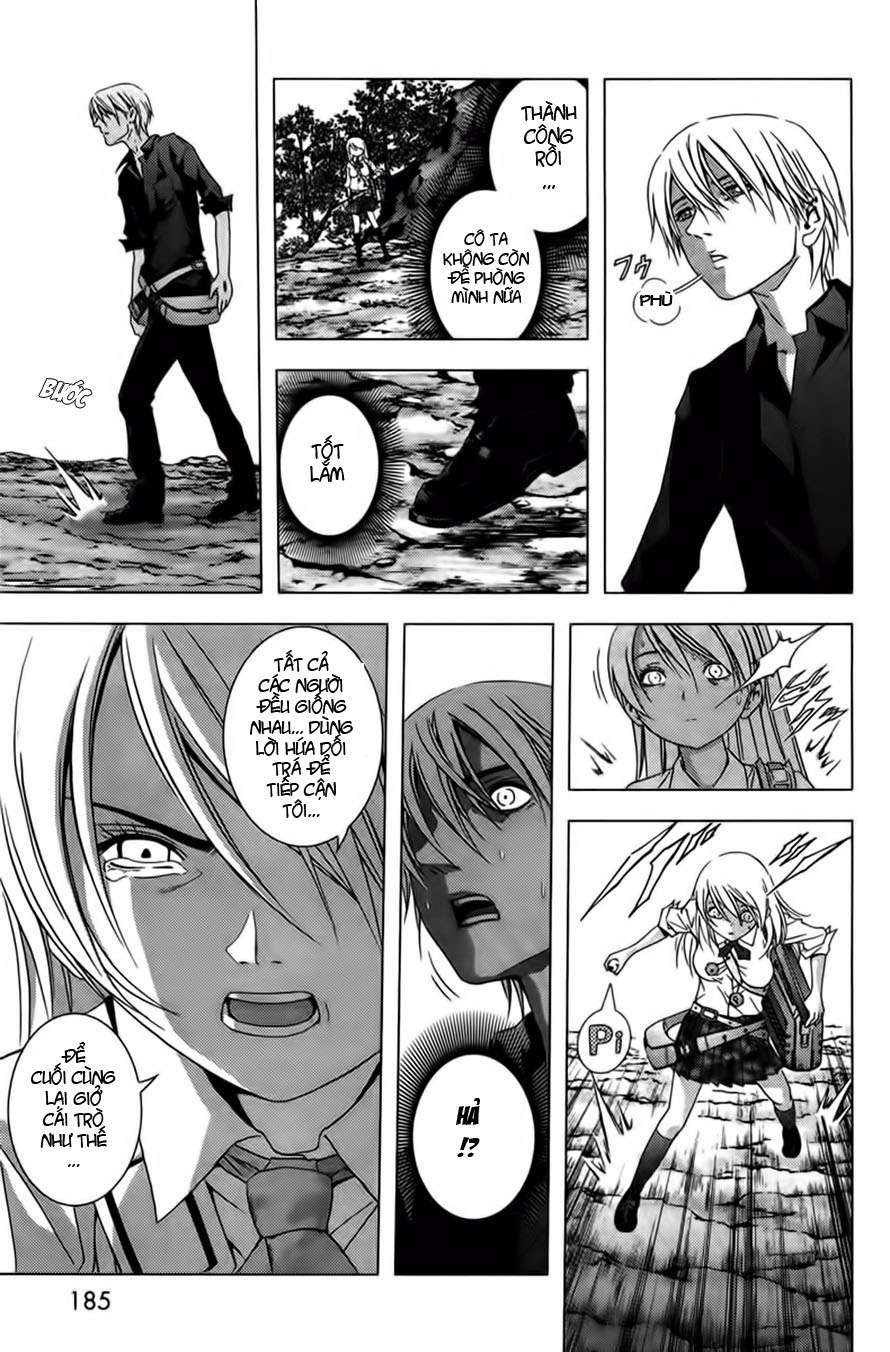 フゥ
PHÙ
THÀNH
CÔNG
RỒI
...
CÔ TA
KHÔNG CÒN
ĐỀ PHÒNG
MÌNH NỮA
TỐT
LẮM
BƯỚC
Pi
HẢ
!?
TẤT CẢ
CÁC NGƯỜI
ĐỀU GIỐNG
NHAU... DÙNG
LỜI HỨA DỐI
TRÁ ĐỂ
TIẾP CẬN
TÔI...
ĐỂ
CUỐI CÙNG
LẠI GIỞ
CÁI TRÒ
NHƯ THẾ
...
185